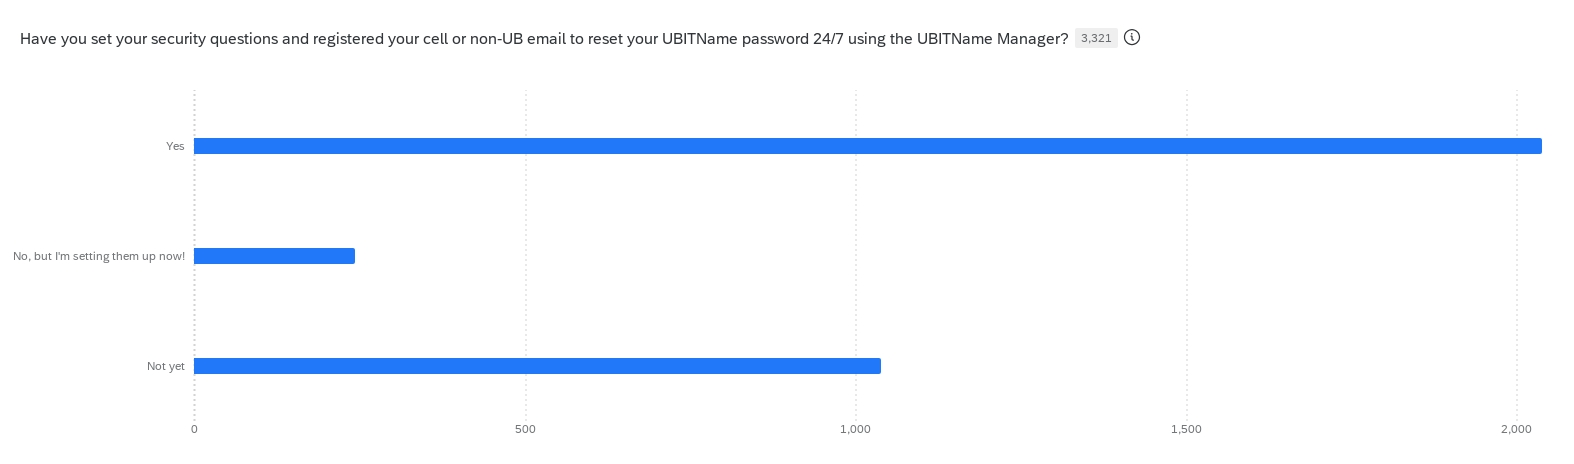 Have you set your security questions and registered your cell or non-UB email to reset your UBITName password 24/7 using the UBITName Manager? 3,321
Yes
No, but I'm setting them up now!
Not yet
0 500 1,000 1,500 2,000